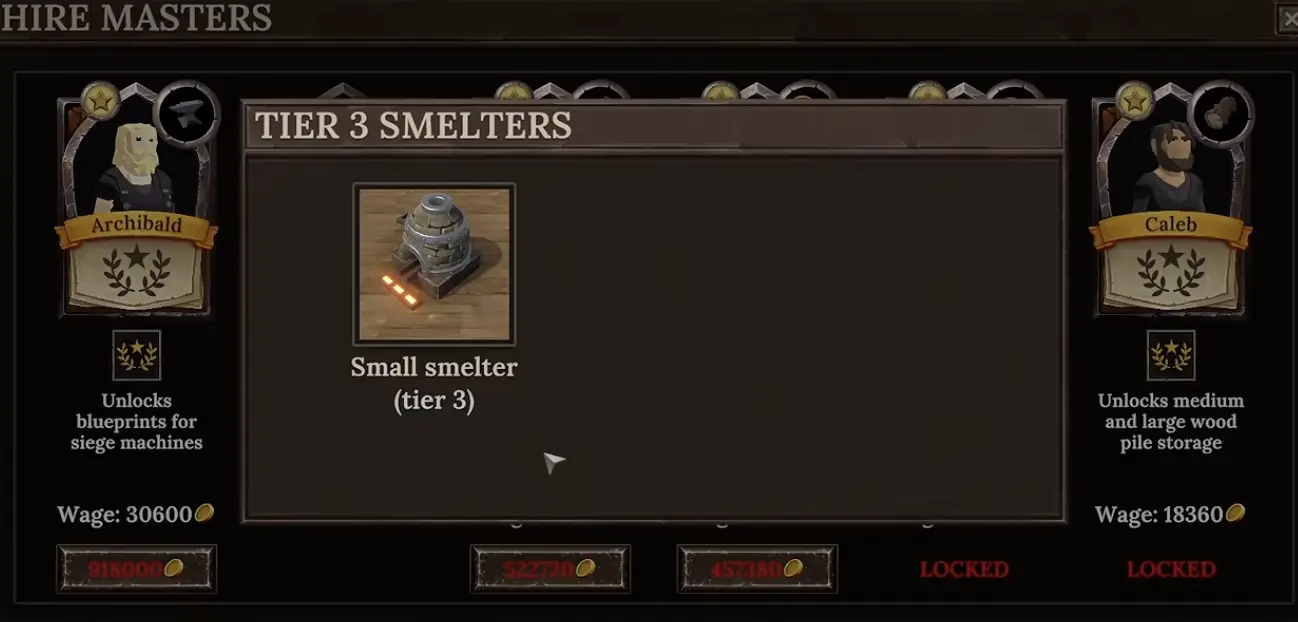 HIRE MASTERS
TIER 3 SMELTERS
Small smelter
(tier 3)
Archibald
Unlocks
blueprints for
siege machines
Wage: 30600
918000
522720
457380
LOCKED
Caleb
Unlocks medium
and large wood
pile storage
Wage: 18360
LOCKED